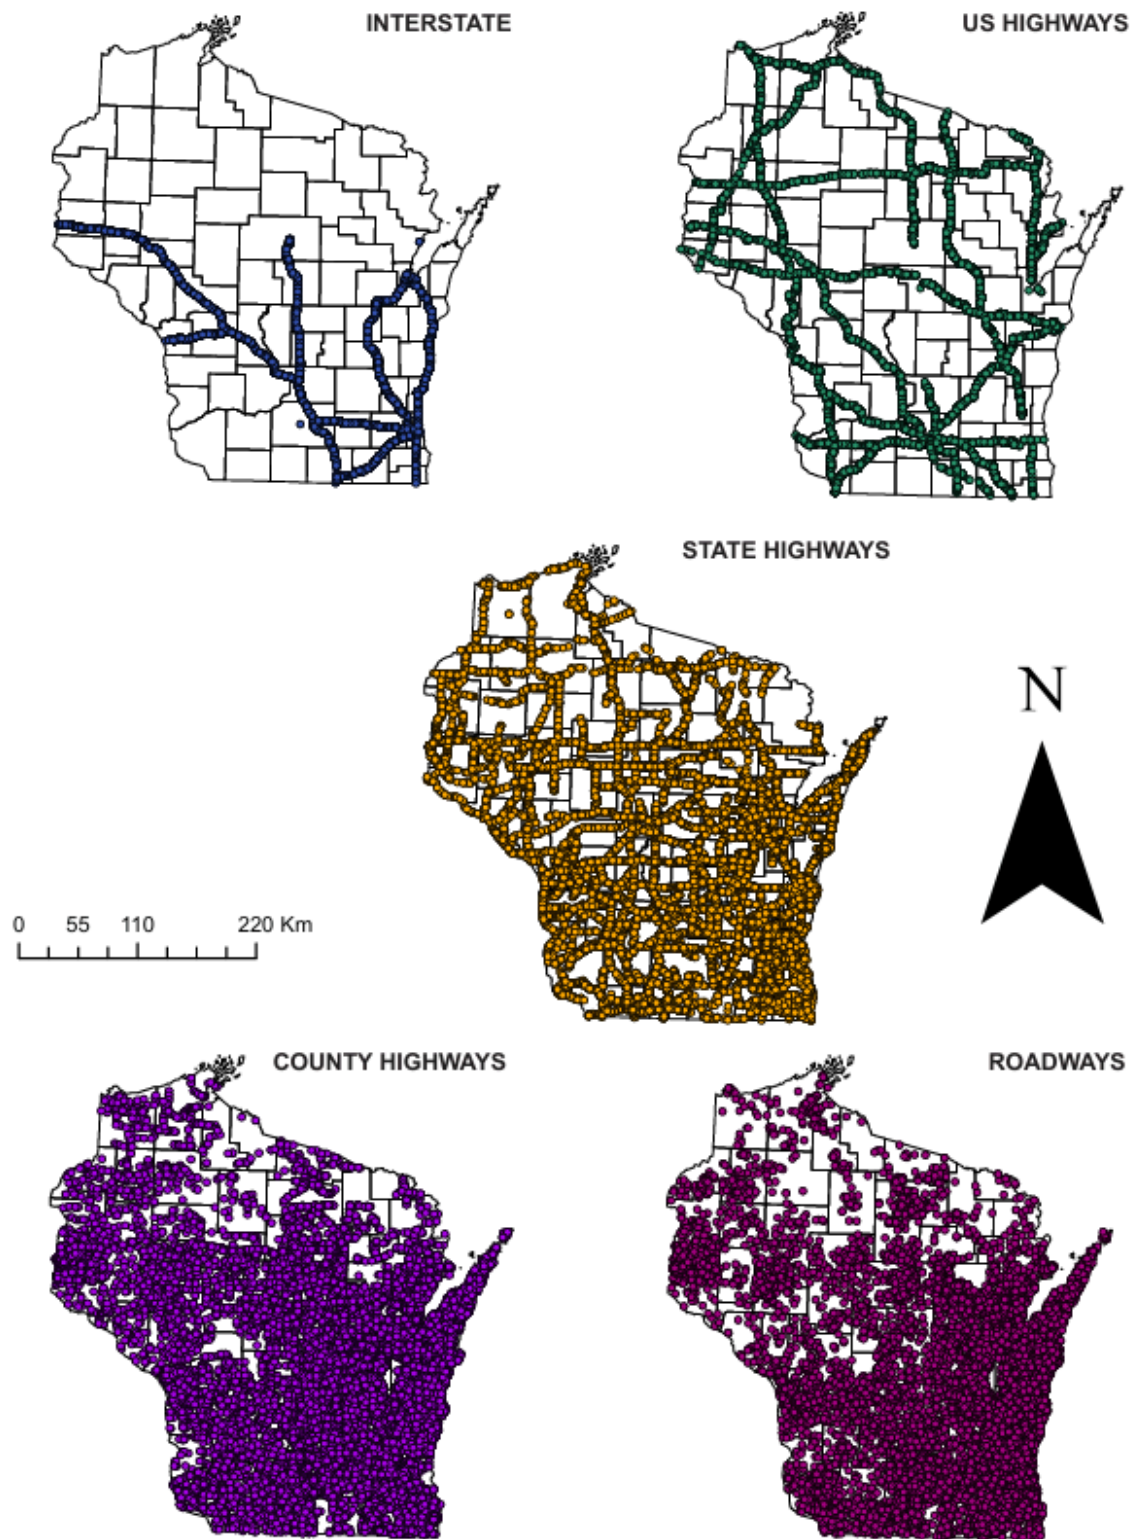 INTERSTATE
US HIGHWAYS
STATE HIGHWAYS
N
0 55 110 220 Km
COUNTY HIGHWAYS
ROADWAYS